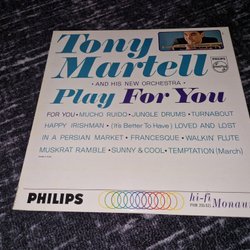 Tony
Martell
PHILIPS
• AND HIS NEW ORCHESTRA •
Play For You
FOR YOU • MUCHO RUIDO • JUNGLE DRUMS • TURNABOUT
HAPPY IRISHMAN • (It's Better To Have) LOVED AND LOST
IN A PERSIAN MARKET • FRANCESQUE • WALKIN' FLUTE
MUSKRAT RAMBLE • SUNNY & COOL • TEMPTATION (March)
PHILIPS
hi-fi
Monaural